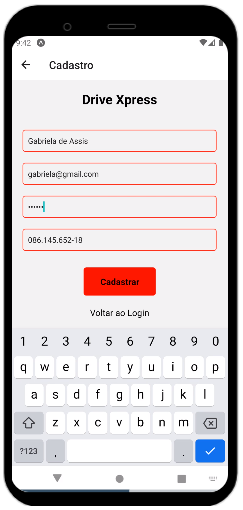 9:42
Cadastro
Drive Xpress
Gabriela de Assis
gabriela@gmail.com
••••••
086.145.652-18
Cadastrar
Voltar ao Login
1 2 3 4 5 6 7 8 9 0
q w e r t y u i o p
a s d f g h j k l
z x c v b n m
?123 , .